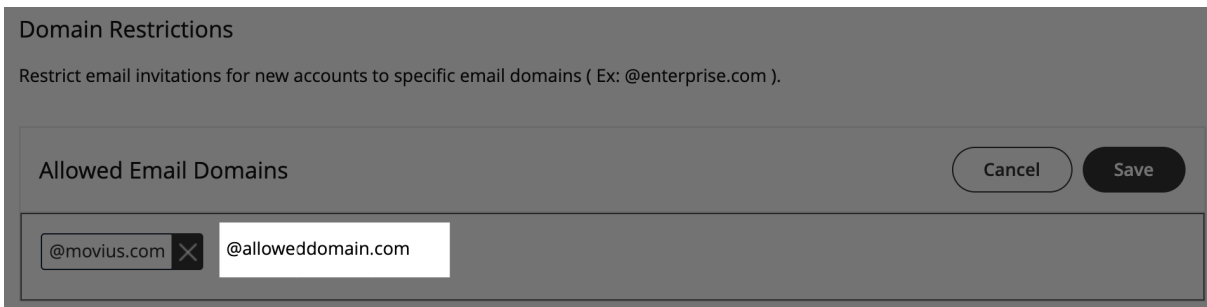 Domain Restrictions
Restrict email invitations for new accounts to specific email domains ( Ex: @enterprise.com ).
Allowed Email Domains
Cancel
Save
@movius.com
@alloweddomain.com